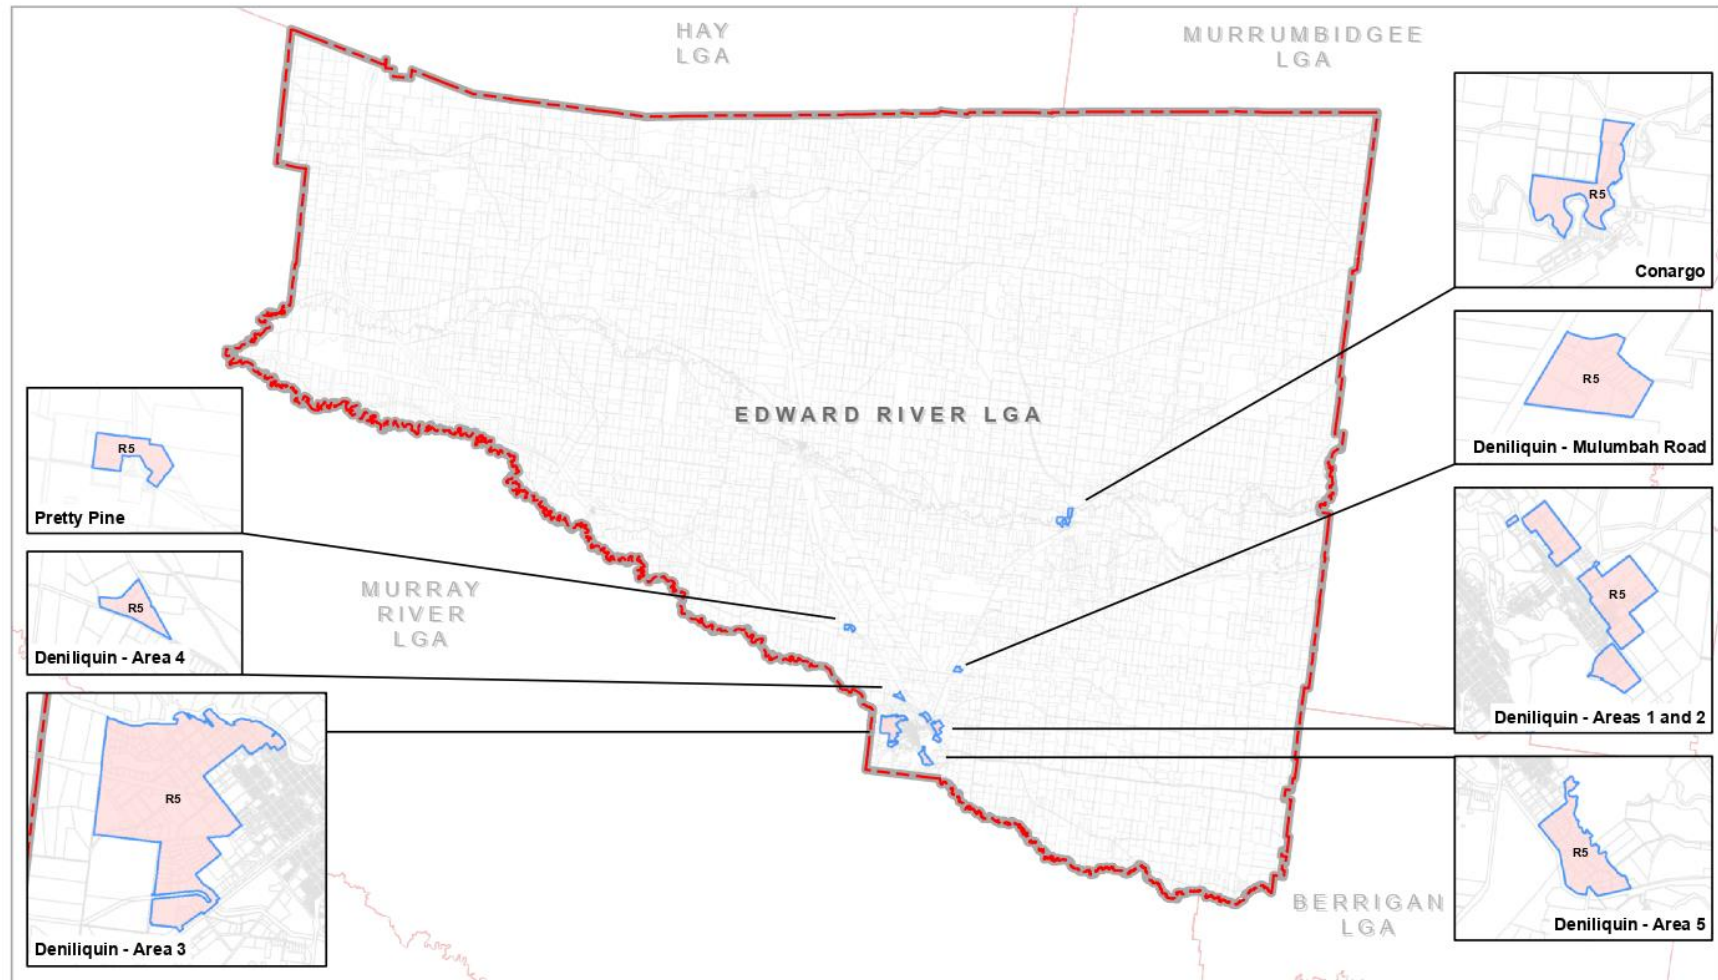 HAY
LGA
MURRUMBIDGEE
LGA
R5
Conargo
R5
Deniliquin - Mulumbah Road
EDWARD RIVER LGA
R5
Pretty Pine
R5
Deniliquin - Areas 1 and 2
MURRAY
RIVER
LGA
R5
Deniliquin - Area 4
R5
Deniliquin - Area 3
R5
Deniliquin - Area 5
BERRIGAN
LGA